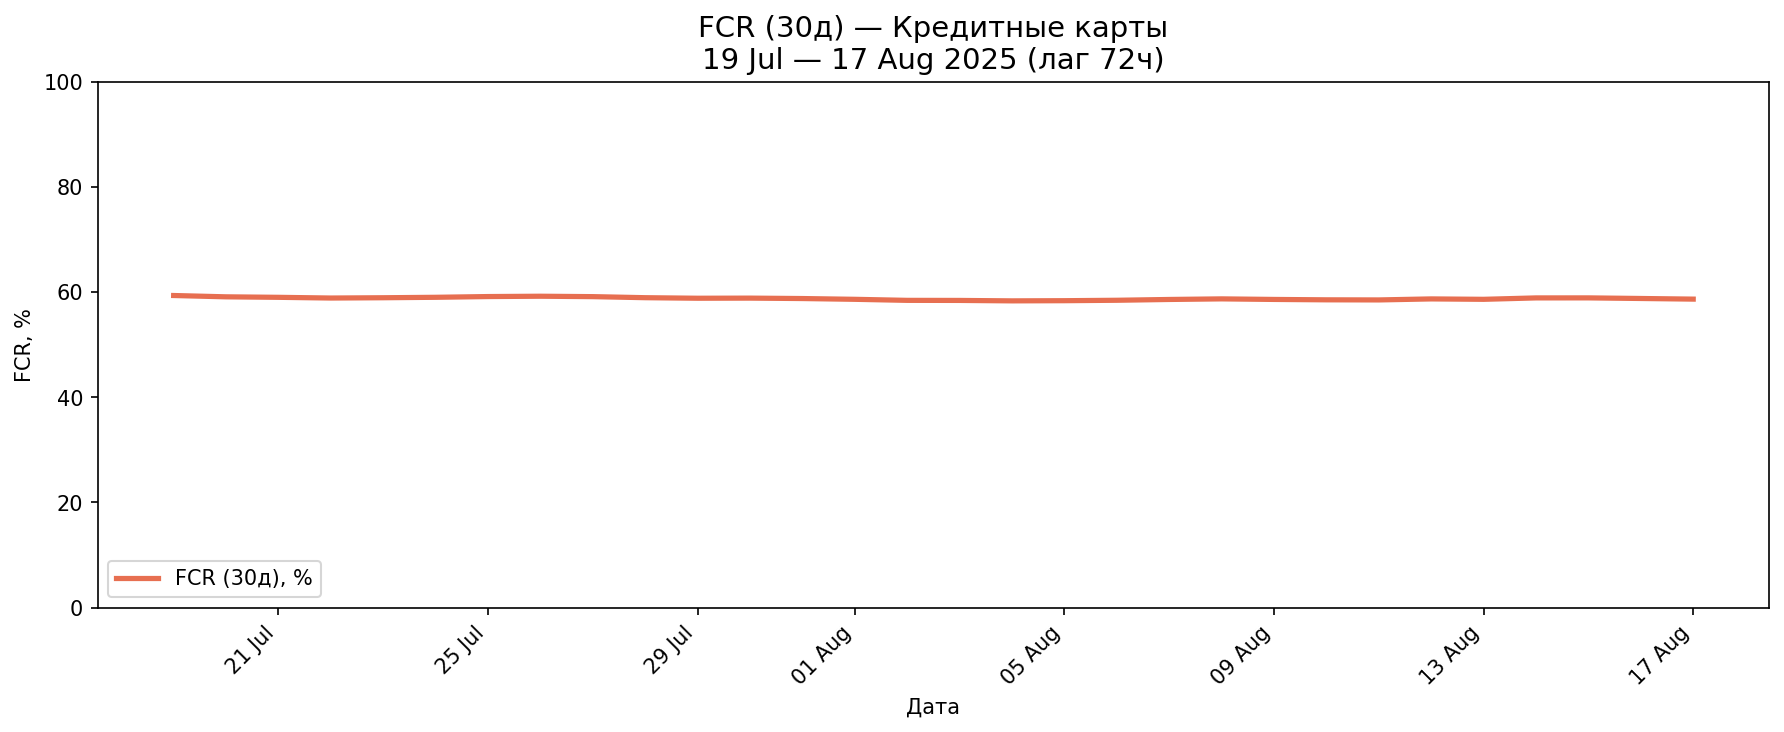 FCR (30д) — Кредитные карты
19 Jul — 17 Aug 2025 (лаг 72ч)
FCR, %
100
80
60
40
20
0
FCR (30д), %
21 Jul
25 Jul
29 Jul
01 Aug
05 Aug
09 Aug
13 Aug
17 Aug
Дата